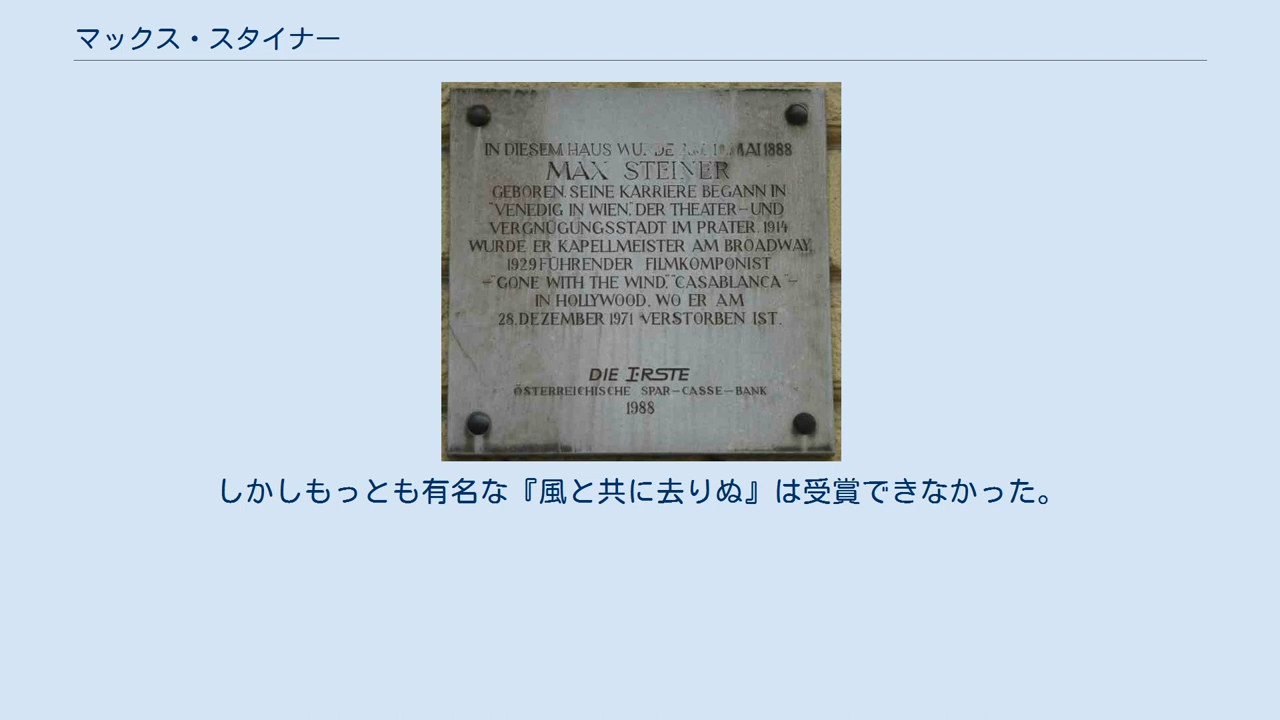 マックス・スタイナー
IN DIESEM HAUS MAI 1888
MAX STEINER
GEBOREN. SEINE KARRIERE BEGANN IN
"VENEDIG IN WIEN," DER THEATER-UND
VERGNÜGUNGSSTADT IM PRATER. 1914
WURDE ER KAPELLMEISTER AM BROADWAY,
1929 FÜHRENDER FILMKOMPONIST
-"GONE WITH THE WIND," "CASABLANCA"-
IN HOLLYWOOD, WO ER AM
28. DEZEMBER 1971 VERSTORBEN IST.
DIE ERSTE
ÖSTERREICHISCHE SPAR-CASSE-BANK
1988
しかしもっとも有名な『風と共に去りぬ』は受賞できなかった。